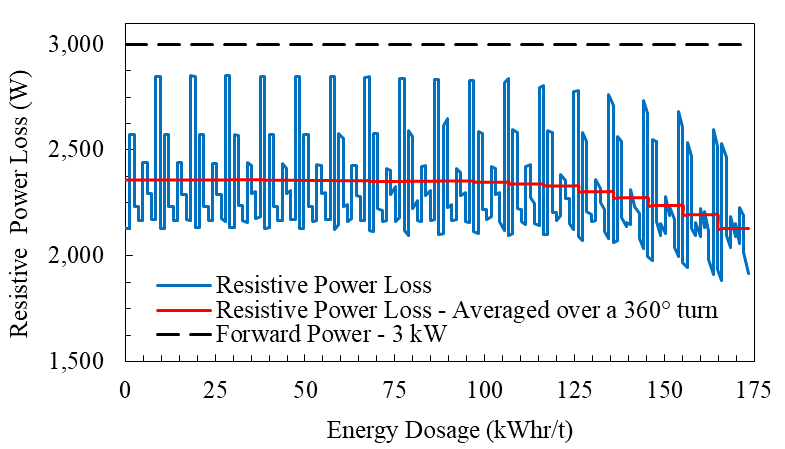 3,000
2,500
2,000
1,500
Resistive Power Loss (W)
Resistive Power Loss
Resistive Power Loss - Averaged over a 360° turn
Forward Power - 3 kW
0 25 50 75 100 125 150 175
Energy Dosage (kWhr/t)